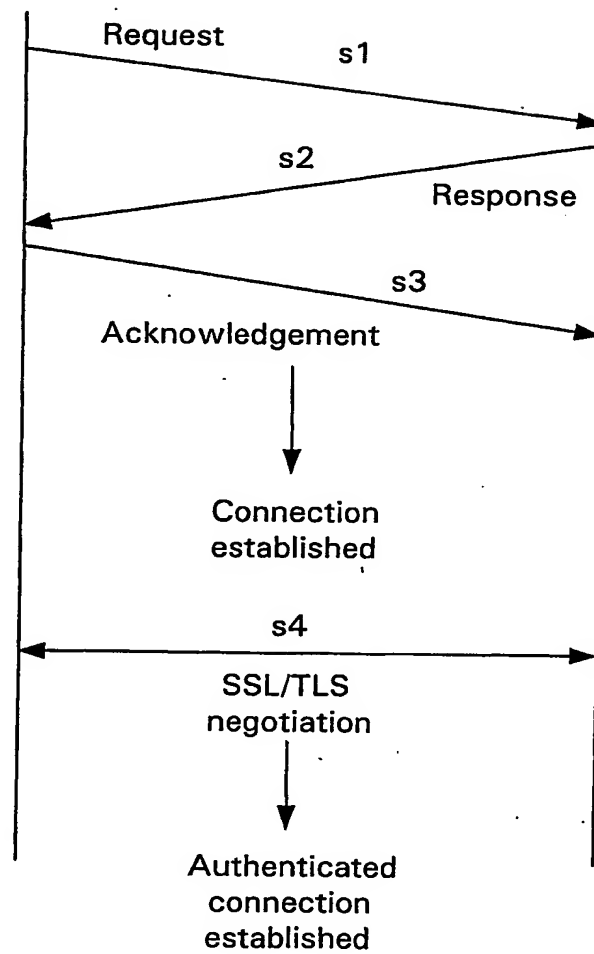 Request
s1
s2
Response
s3
Acknowledgement
Connection
established
s4
SSL/TLS
negotiation
Authenticated
connection
established